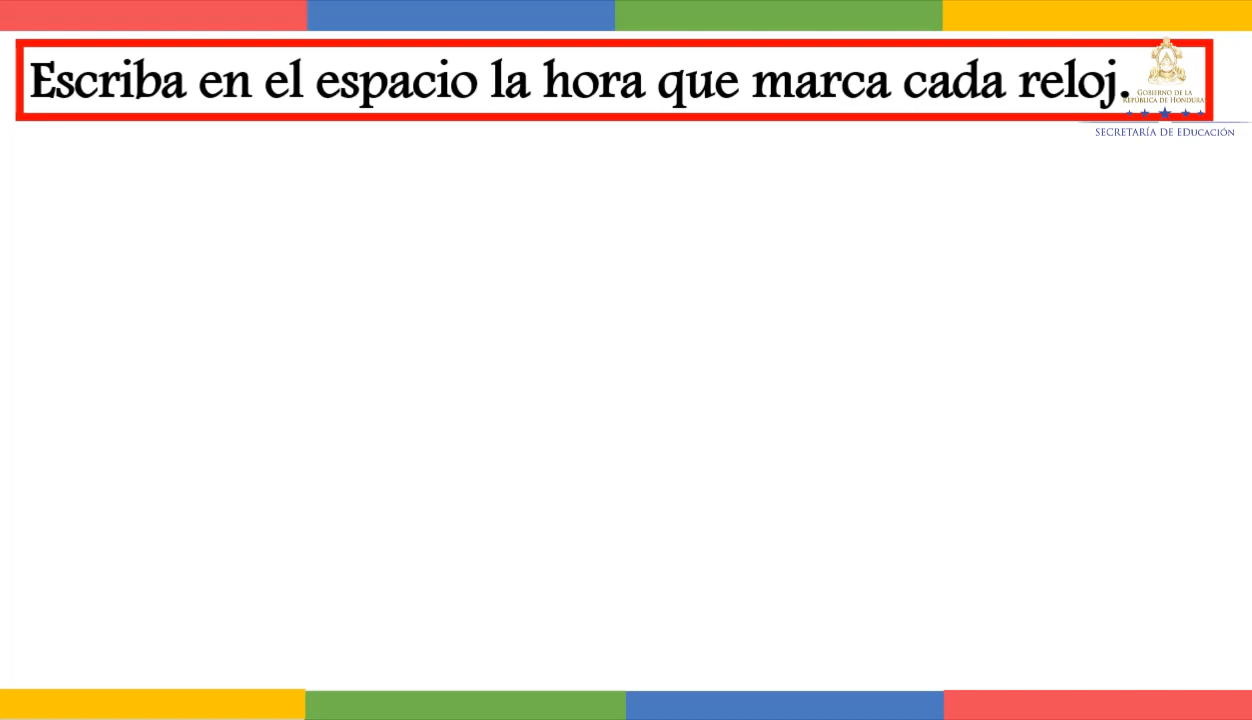 Escriba en el espacio la hora que marca cada reloj.
GOBIERNO DE LA
REPÚBLICA DE HONDURAS
SECRETARÍA DE EDUCACIÓN